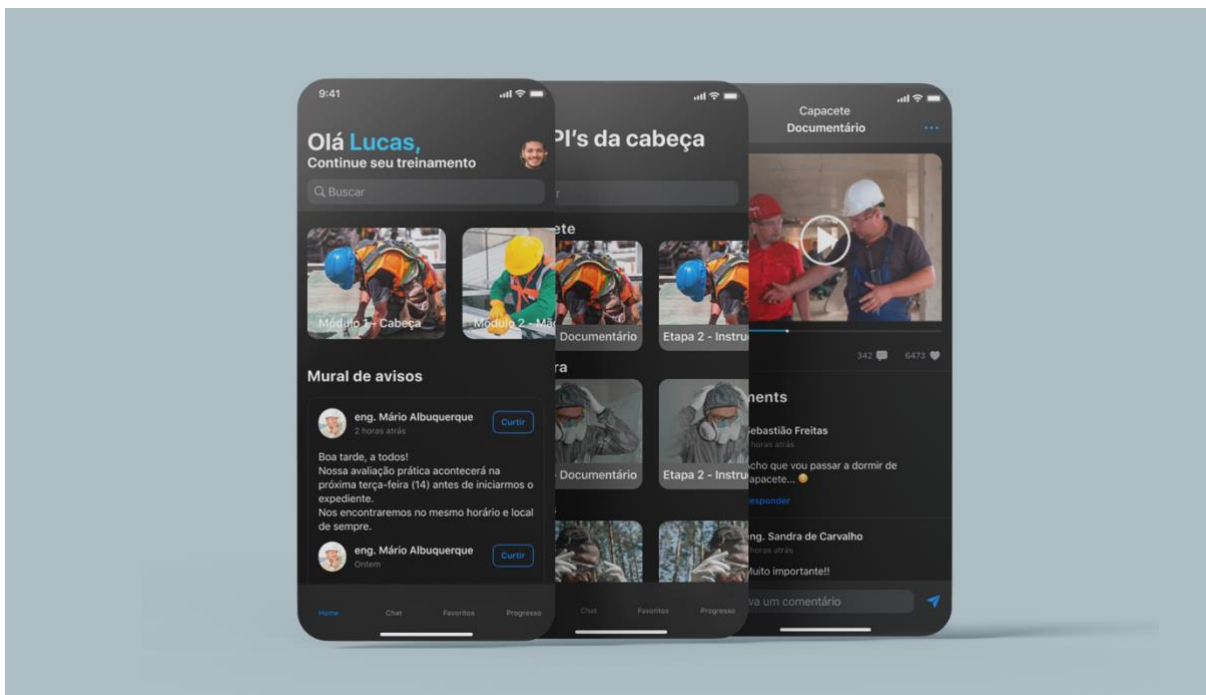 9:41
Olá Lucas,
Continue seu treinamento
Buscar
Módulo 1 - Cabeça
Módulo 2 - Mão
Mural de avisos
eng. Mário Albuquerque
2 horas atrás
Curtir
Boa tarde, a todos!
Nossa avaliação prática acontecerá na
próxima terça-feira (14) antes de iniciarmos o
expediente.
Nos encontraremos no mesmo horário e local
de sempre.
eng. Mário Albuquerque
Ontem
Curtir
Home Chat Favoritos Progresso
PI's da cabeça
r
ete
Documentário
Etapa 2 - Instru
ra
Documentário
Etapa 2 - Instru
s
Chat Favoritos Progresso
Capacete
Documentário
342
6473
ments
Sebastião Freitas
horas atrás
Acho que vou passar a dormir de
capacete...
esponder
eng. Sandra de Carvalho
horas atrás
Muito importante!!
va um comentário